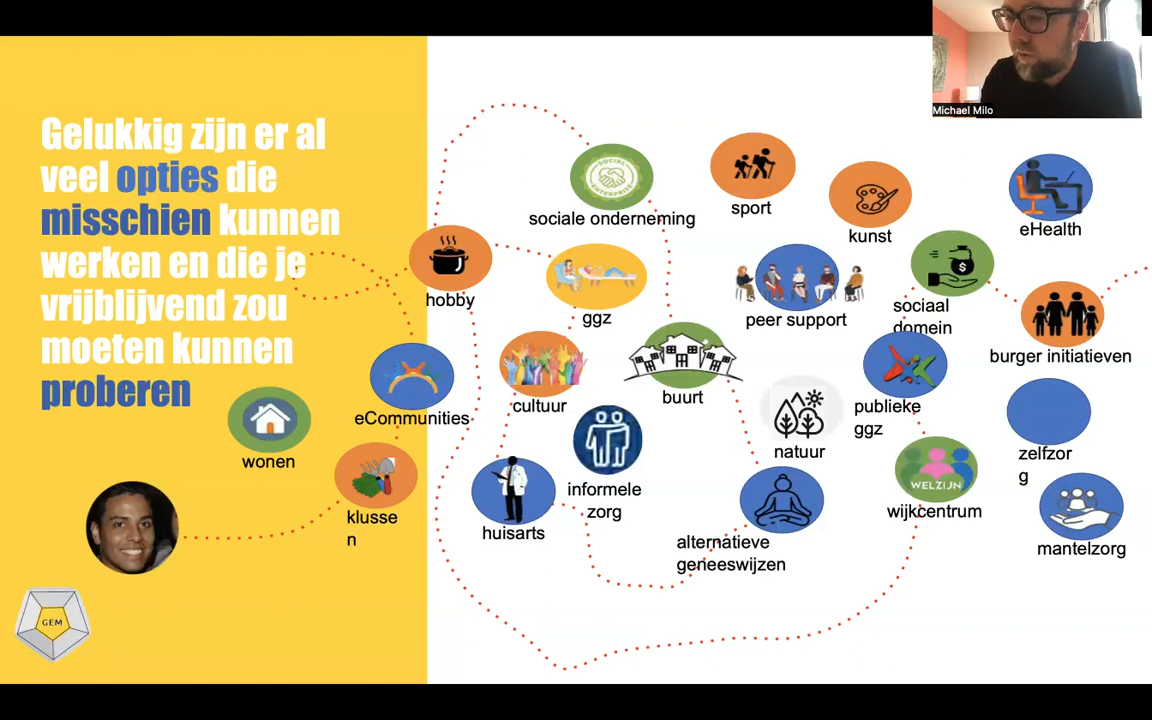 Michael Milo
Gelukkig zijn er al
veel opties die
misschien kunnen
werken en die je
vrijblijvend zou
moeten kunnen
proberen
SOCIAL
ENTERPRISE
sociale onderneming
sport
kunst
eHealth
hobby
ggz
peer support
sociaal
domein
burger initiatieven
eCommunities
cultuur
buurt
natuur
publieke
ggz
zelfzor
g
wonen
klusse
n
huisarts
informele
zorg
alternatieve
geneeswijzen
WELZIJN
wijkcentrum
mantelzorg
GEM